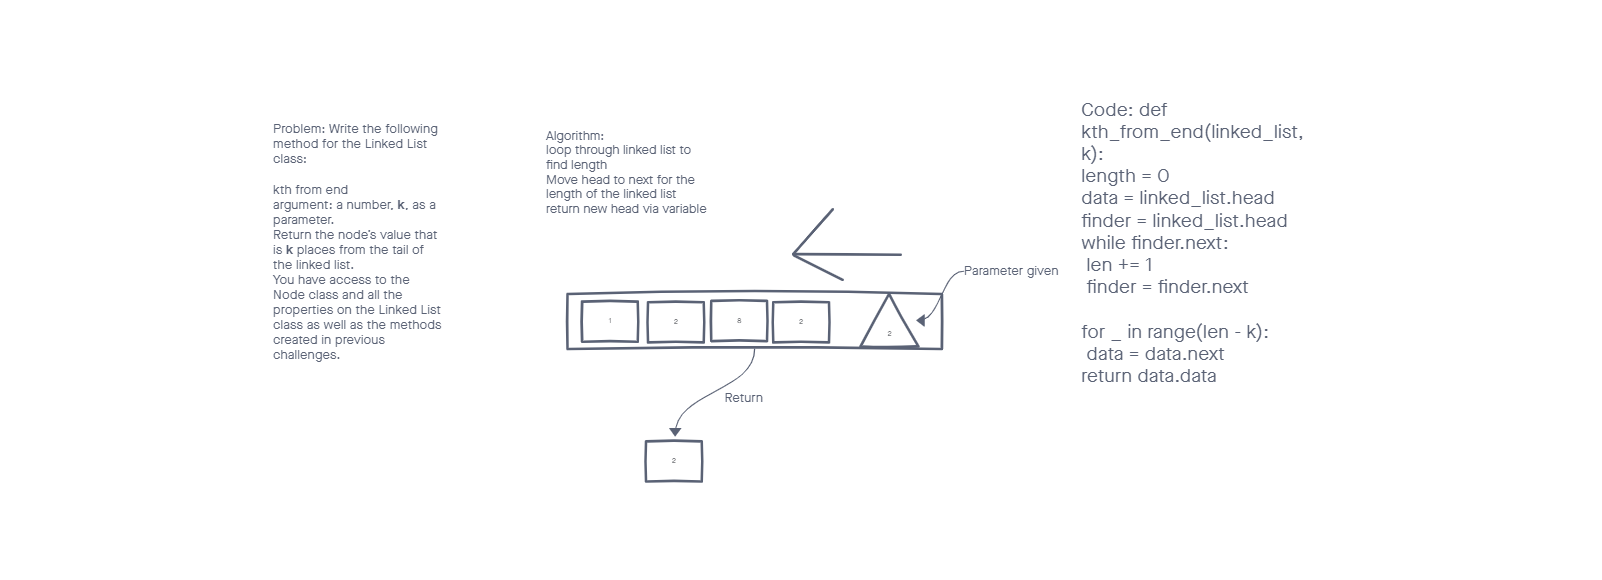 Problem: Write the following
method for the Linked List
class:
kth from end
argument: a number, k, as a
parameter.
Return the node's value that
is k places from the tail of
the linked list.
You have access to the
Node class and all the
properties on the Linked List
class as well as the methods
created in previous
challenges.
Algorithm:
loop through linked list to
find length
Move head to next for the
length of the linked list
return new head via variable
Parameter given
1
2
8
2
2
Return
2
Code: def
kth_from_end(linked_list,
k):
length = 0
data = linked_list.head
finder = linked_list.head
while finder.next:
len += 1
finder = finder.next
for _ in range(len - k):
data = data.next
return data.data